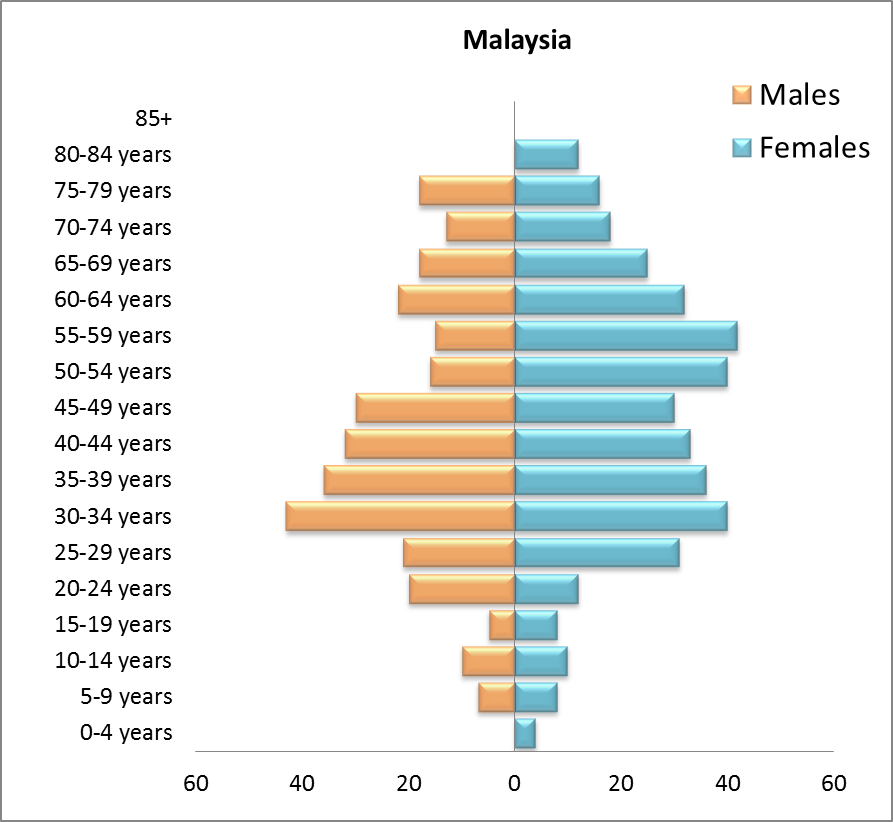 Malaysia
Males
Females
85+
80-84 years
75-79 years
70-74 years
65-69 years
60-64 years
55-59 years
50-54 years
45-49 years
40-44 years
35-39 years
30-34 years
25-29 years
20-24 years
15-19 years
10-14 years
5-9 years
0-4 years
60 40 20 0 20 40 60